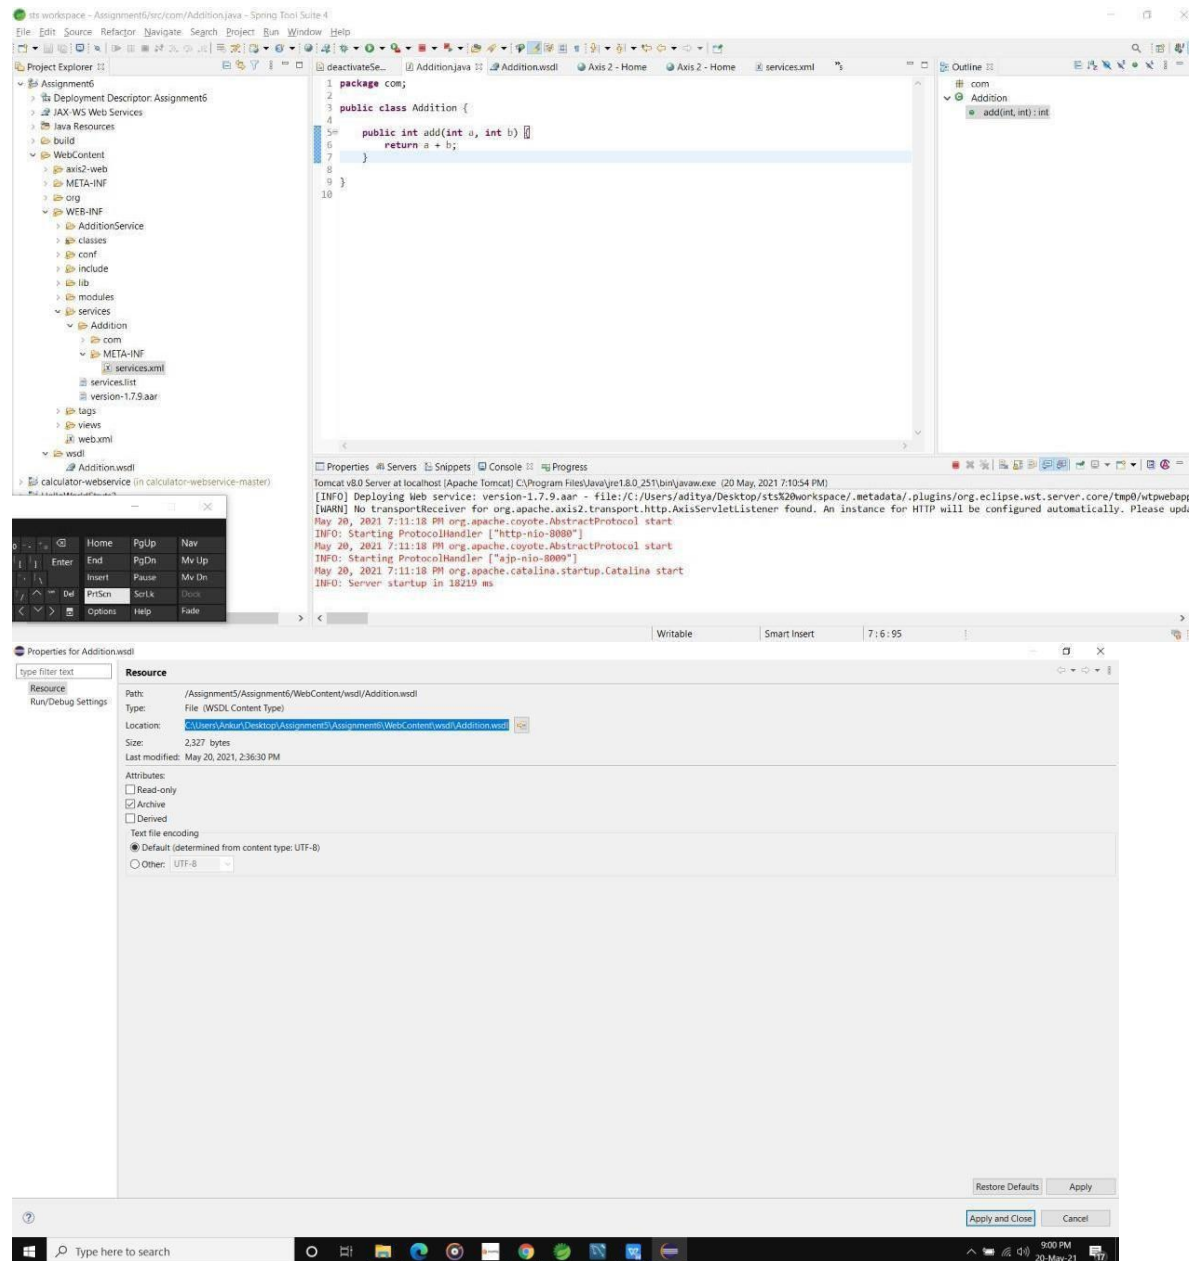 sts workspace - Assignment6/src/com/Addition.java - Spring Tool Suite 4
File Edit Source Refactor Navigate Search Project Run Window Help
Project Explorer
Assignment6
Deployment Descriptor: Assignment6
JAX-WS Web Services
Java Resources
build
WebContent
axis2-web
META-INF
org
WEB-INF
AdditionService
classes
conf
include
lib
modules
services
Addition
com
META-INF
services.xml
services.list
version-1.7.9.aar
tags
views
web.xml
wsdl
Addition.wsdl
calculator-webservice (in calculator-webservice-master)
deactivateSe... Addition.java Addition.wsdl Axis 2 - Home Axis 2 - Home services.xml
1 package com;
2
3 public class Addition {
4
5 public int add(int a, int b) {
6 return a + b;
7 }
8
9 }
10
Outline
com
Addition
add(int, int) : int
Properties Servers Snippets Console Progress
Tomcat v8.0 Server at localhost [Apache Tomcat] C:\Program Files\Java\jre1.8.0_251\bin\javaw.exe (20 May, 2021 7:10:54 PM)
[INFO] Deploying Web service: version-1.7.9.aar - file:/C:/Users/aditya/Desktop/sts%20workspace/.metadata/.plugins/org.eclipse.wst.server.core/tmp0/wtpwebapp
[WARN] No transportReceiver for org.apache.axis2.transport.http.AxisServletListener found. An instance for HTTP will be configured automatically. Please upda
May 20, 2021 7:11:18 PM org.apache.coyote.AbstractProtocol start
INFO: Starting ProtocolHandler ["http-nio-8080"]
May 20, 2021 7:11:18 PM org.apache.coyote.AbstractProtocol start
INFO: Starting ProtocolHandler ["ajp-nio-8009"]
May 20, 2021 7:11:18 PM org.apache.catalina.startup.Catalina start
INFO: Server startup in 18219 ms
Home PgUp Nav
Enter End PgDn Mv Up
Insert Pause Mv Dn
Del PrtScn ScrLk Dock
Options Help Fade
Writable Smart Insert 7 : 6 : 95
Properties for Addition.wsdl
type filter text
Resource
Run/Debug Settings
Resource
Path: /Assignment5/Assignment6/WebContent/wsdl/Addition.wsdl
Type: File (WSDL Content Type)
Location: C:\Users\Ankur\Desktop\Assignment5\Assignment6\WebContent\wsdl\Addition.wsdl
Size: 2,327 bytes
Last modified: May 20, 2021, 2:36:30 PM
Attributes:
Read-only
Archive
Derived
Text file encoding
Default (determined from content type: UTF-8)
Other: UTF-8
Restore Defaults Apply
Apply and Close Cancel
Type here to search
9:00 PM
20-May-21
17